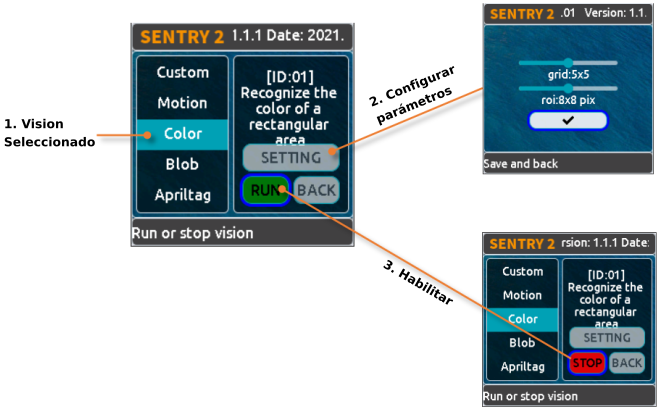 SENTRY 2 .01 Version: 1.1.
grid:5x5
roi:8x8 pix
Save and back
SENTRY 2 1.1.1 Date: 2021.
Custom
Motion
Color
Blob
Apriltag
[ID:01]
Recognize the
color of a
rectangular
area
SETTING
RUN BACK
Run or stop vision
1. Vision
Seleccionado
2. Configurar
parámetros
3. Habilitar
SENTRY 2 rsion: 1.1.1 Date:
Custom
Motion
Color
Blob
Apriltag
[ID:01]
Recognize the
color of a
rectangular
area
SETTING
STOP BACK
Run or stop vision